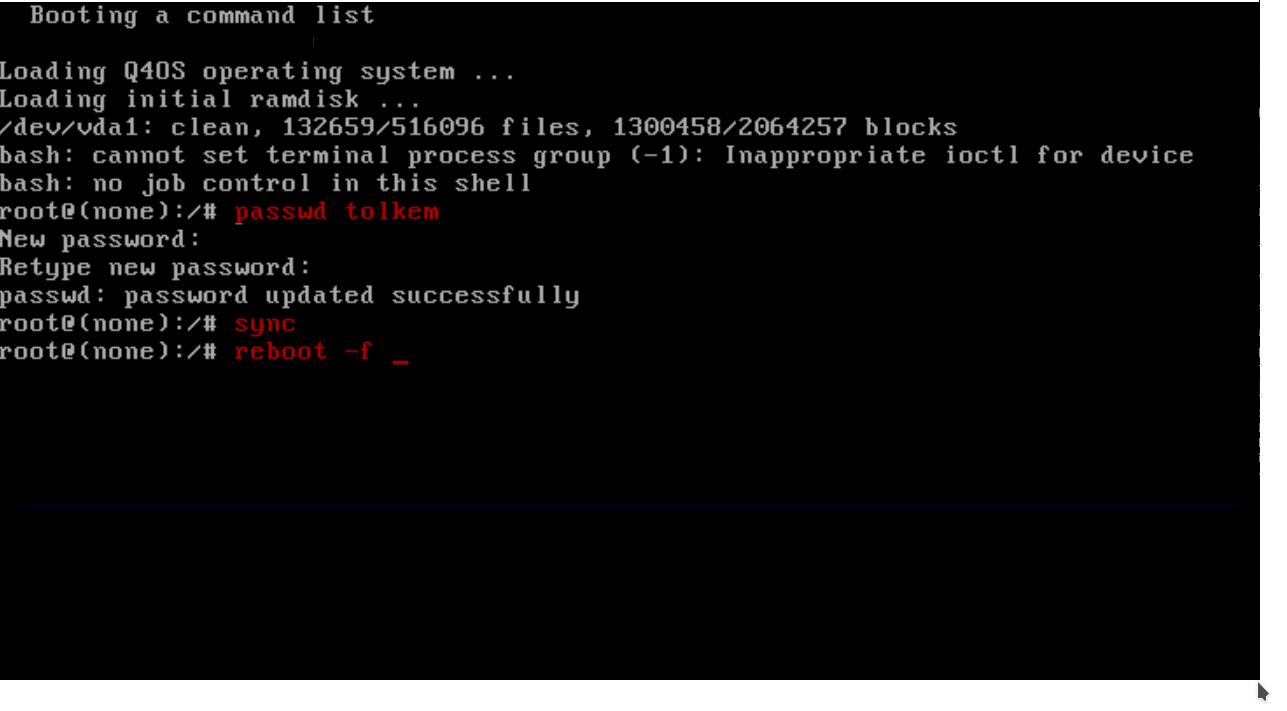 Booting a command list
Loading Q4OS operating system ...
Loading initial ramdisk ...
/dev/vda1: clean, 132659/516096 files, 1300458/2064257 blocks
bash: cannot set terminal process group (-1): Inappropriate ioctl for device
bash: no job control in this shell
root@(none):/# passwd tolkem
New password:
Retype new password:
passwd: password updated successfully
root@(none):/# sync
root@(none):/# reboot -f _